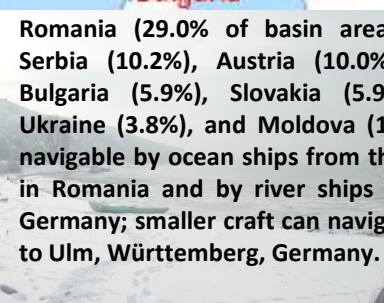 Bulgaria
Romania (29.0% of basin area
Serbia (10.2%), Austria (10.0%
Bulgaria (5.9%), Slovakia (5.9
Ukraine (3.8%), and Moldova (1
navigable by ocean ships from th
in Romania and by river ships
Germany; smaller craft can navig
to Ulm, Württemberg, Germany.